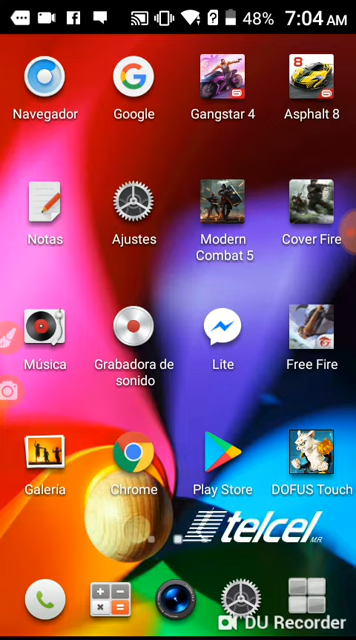 48% 7:04 AM
Navegador Google Gangstar 4 Asphalt 8
8
Notas Ajustes Modern Combat 5 Cover Fire
Música Grabadora de sonido Lite Free Fire
Galería Chrome Play Store DOFUS Touch
telcel M.R.
DU Recorder